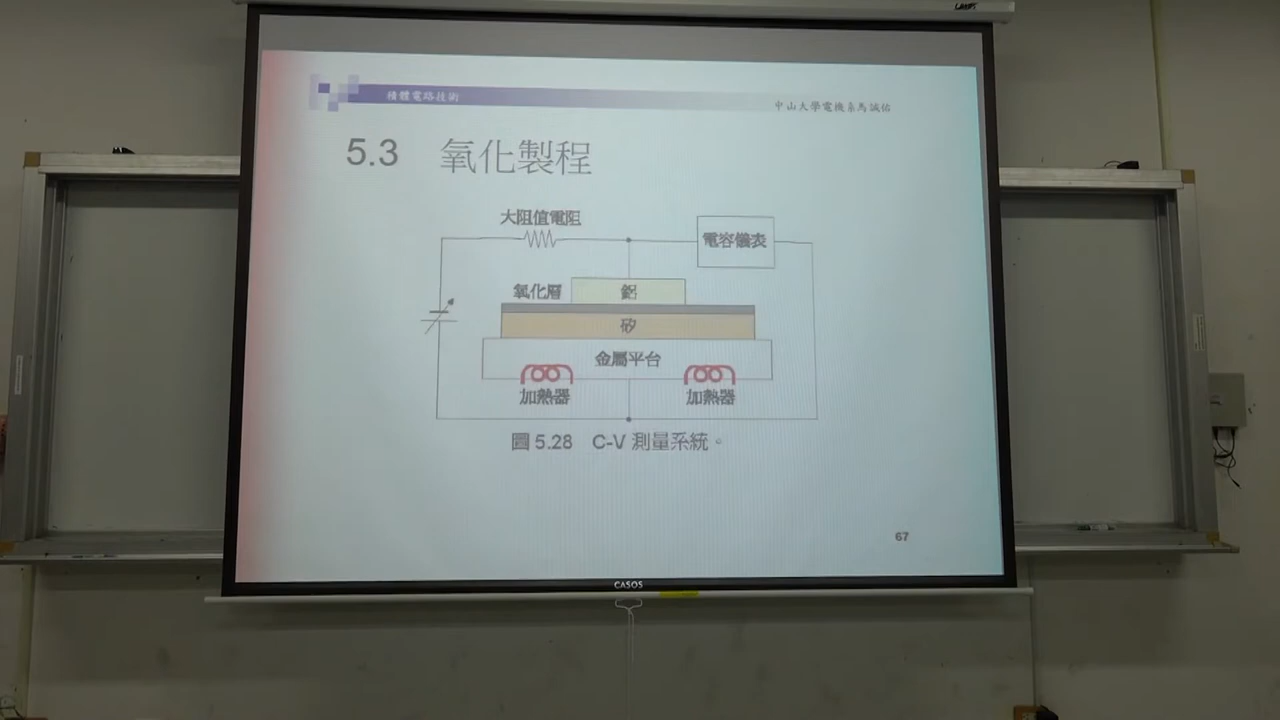 積體電路技術
中山大學電機系馬誠佑
5.3 氧化製程
大阻值電阻
電容儀表
氧化層
鋁
矽
金屬平台
加熱器
加熱器
圖 5.28 C-V 測量系統。
67
CASOS